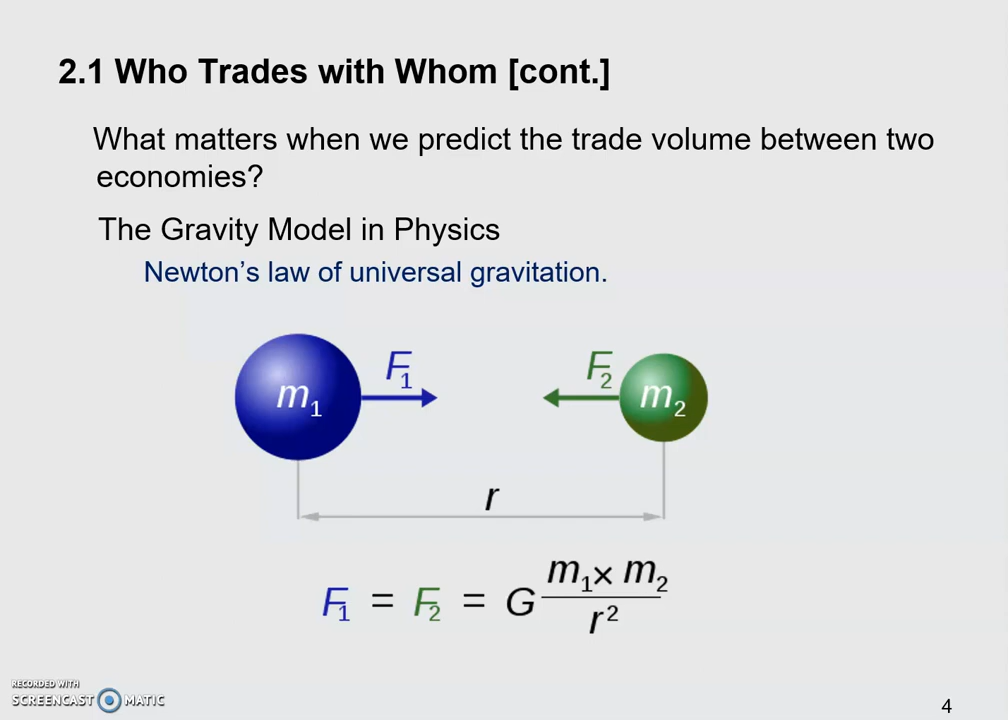 2.1 Who Trades with Whom [cont.]
What matters when we predict the trade volume between two
economies?
The Gravity Model in Physics
Newton’s law of universal gravitation.
m₁ F₁ F₂ m₂
r
F₁ = F₂ = G (m₁ × m₂) / r²
RECORDED WITH
SCREENCAST MATIC
4